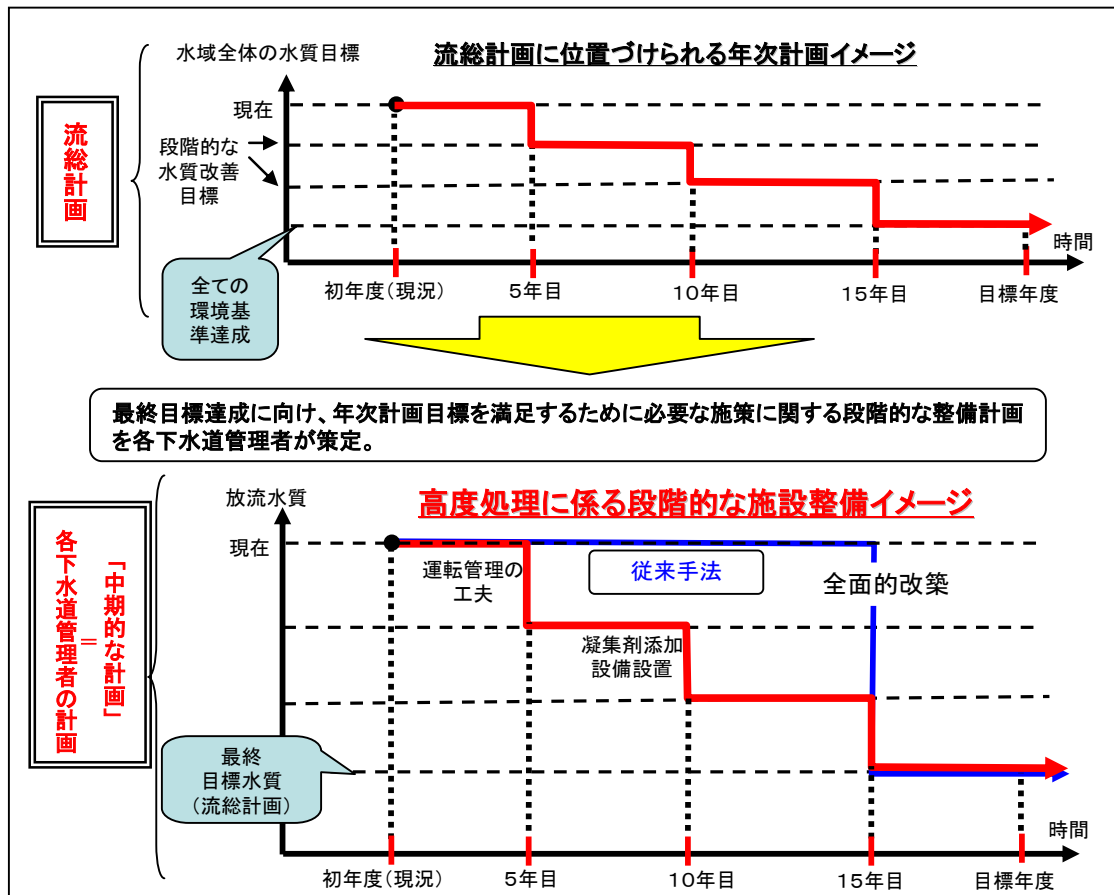 水域全体の水質目標
流総計画に位置づけられる年次計画イメージ
流総計画
現在
段階的な
水質改善
目標
全ての
環境基
準達成
時間
初年度(現況)
5年目
10年目
15年目
目標年度
最終目標達成に向け、年次計画目標を満足するために必要な施策に関する段階的な整備計画
を各下水道管理者が策定。
「中期的な計画」
=
各下水道管理者の計画
放流水質
高度処理に係る段階的な施設整備イメージ
現在
運転管理の
工夫
従来手法
全面的改築
凝集剤添加
設備設置
最終
目標水質
(流総計画)
時間
初年度(現況)
5年目
10年目
15年目
目標年度